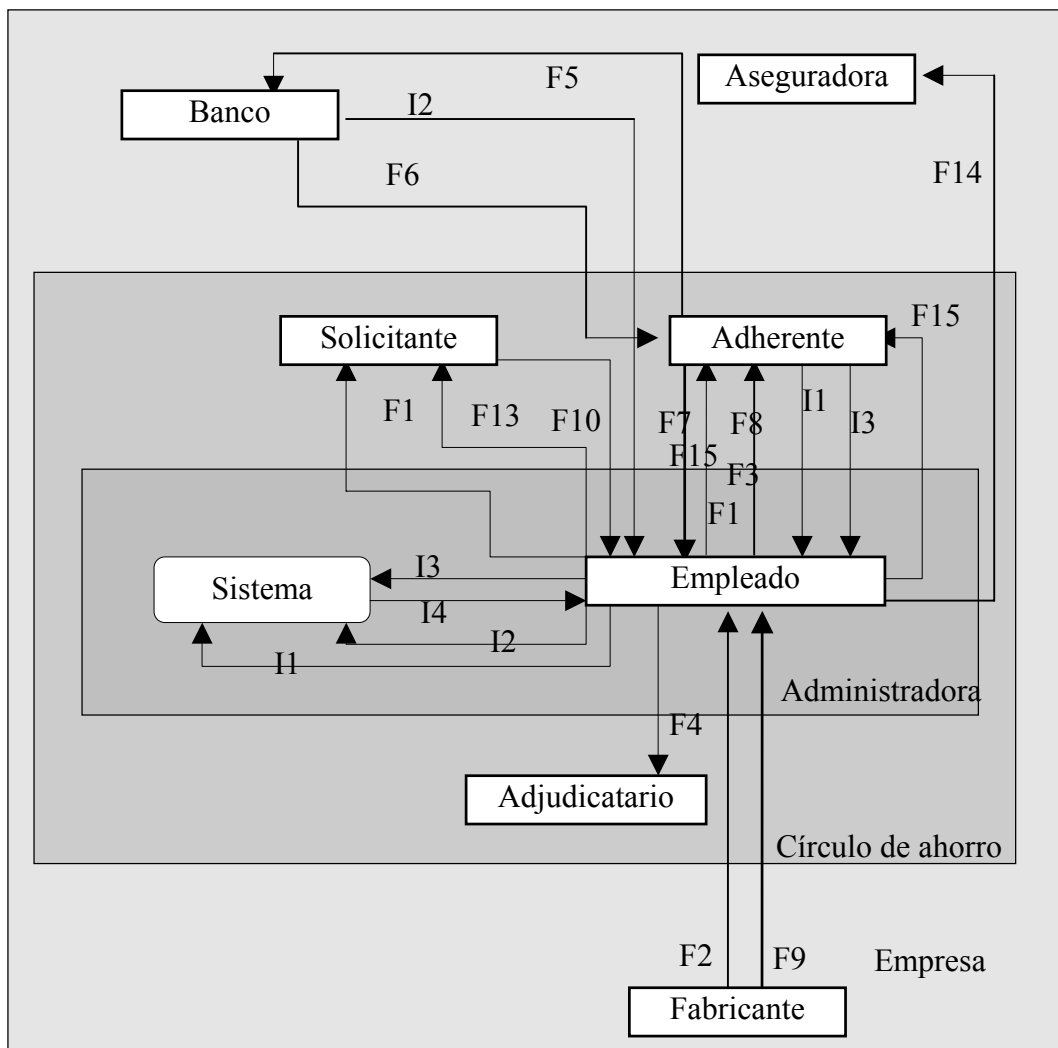 F5
Aseguradora
Banco
I2
F6
F14
Solicitante
Adherente
F15
F1
F13
F10
F7
F8
I1
I3
F15
F3
F1
Sistema
I3
I4
Empleado
I2
I1
Administradora
F4
Adjudicatario
Círculo de ahorro
F2
F9
Empresa
Fabricante